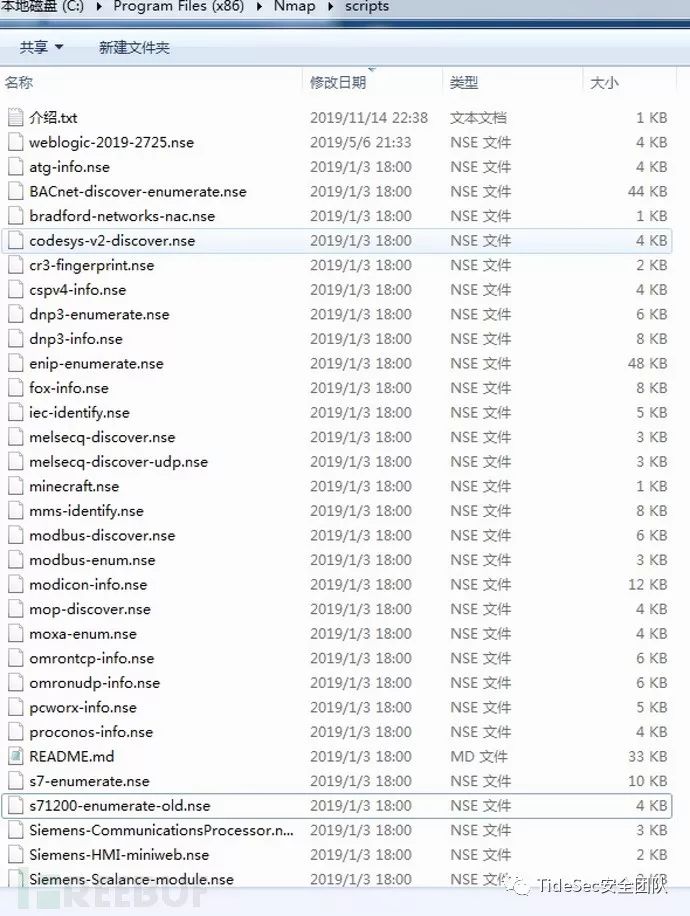 本地磁盘 (C:) ▸ Program Files (x86) ▸ Nmap ▸ scripts
共享 新建文件夹
名称 修改日期 类型 大小
介绍.txt 2019/11/14 22:38 文本文档 1 KB
weblogic-2019-2725.nse 2019/5/6 21:33 NSE 文件 4 KB
atg-info.nse 2019/1/3 18:00 NSE 文件 4 KB
BACnet-discover-enumerate.nse 2019/1/3 18:00 NSE 文件 44 KB
bradford-networks-nac.nse 2019/1/3 18:00 NSE 文件 1 KB
codesys-v2-discover.nse 2019/1/3 18:00 NSE 文件 4 KB
cr3-fingerprint.nse 2019/1/3 18:00 NSE 文件 2 KB
cspv4-info.nse 2019/1/3 18:00 NSE 文件 4 KB
dnp3-enumerate.nse 2019/1/3 18:00 NSE 文件 6 KB
dnp3-info.nse 2019/1/3 18:00 NSE 文件 8 KB
enip-enumerate.nse 2019/1/3 18:00 NSE 文件 48 KB
fox-info.nse 2019/1/3 18:00 NSE 文件 8 KB
iec-identify.nse 2019/1/3 18:00 NSE 文件 5 KB
melsecq-discover.nse 2019/1/3 18:00 NSE 文件 3 KB
melsecq-discover-udp.nse 2019/1/3 18:00 NSE 文件 3 KB
minecraft.nse 2019/1/3 18:00 NSE 文件 1 KB
mms-identify.nse 2019/1/3 18:00 NSE 文件 8 KB
modbus-discover.nse 2019/1/3 18:00 NSE 文件 6 KB
modbus-enum.nse 2019/1/3 18:00 NSE 文件 3 KB
modicon-info.nse 2019/1/3 18:00 NSE 文件 12 KB
mop-discover.nse 2019/1/3 18:00 NSE 文件 4 KB
moxa-enum.nse 2019/1/3 18:00 NSE 文件 4 KB
omrontcp-info.nse 2019/1/3 18:00 NSE 文件 6 KB
omronudp-info.nse 2019/1/3 18:00 NSE 文件 6 KB
pcworx-info.nse 2019/1/3 18:00 NSE 文件 5 KB
proconos-info.nse 2019/1/3 18:00 NSE 文件 4 KB
README.md 2019/1/3 18:00 MD 文件 33 KB
s7-enumerate.nse 2019/1/3 18:00 NSE 文件 10 KB
s71200-enumerate-old.nse 2019/1/3 18:00 NSE 文件 4 KB
Siemens-CommunicationsProcessor.n... 2019/1/3 18:00 NSE 文件 3 KB
Siemens-HMI-miniweb.nse 2019/1/3 18:00 NSE 文件 2 KB
Siemens-Scalance-module.nse 2019/1/3 18:00 NSE 文件 KB
FREEBUF TideSec安全团队